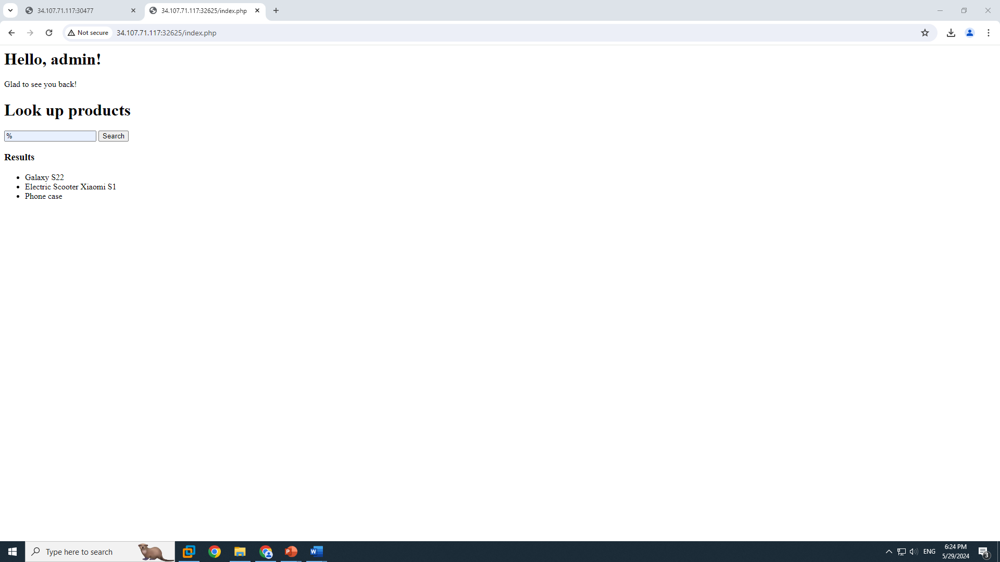 34.107.71.117:30477
34.107.71.117:32625/index.php
Not secure
34.107.71.117:32625/index.php
Hello, admin!
Glad to see you back!
Look up products
%
Search
Results
Galaxy S22
Electric Scooter Xiaomi S1
Phone case
Type here to search
P
W
ENG
6:24 PM
5/29/2024
3